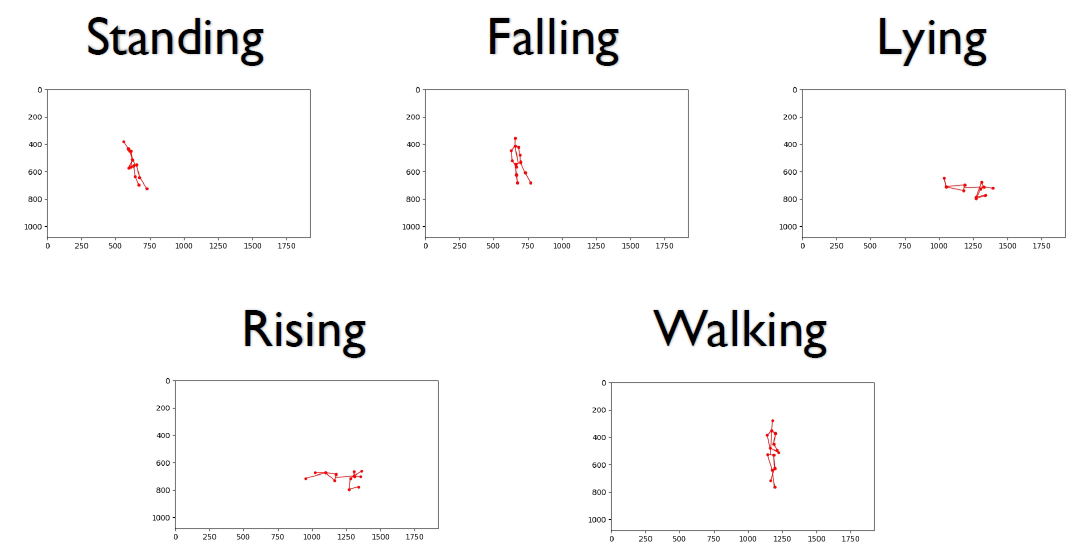 Standing Falling Lying
0 0 0
200 200 200
400 400 400
600 600 600
800 800 800
1000 1000 1000
0 250 500 750 1000 1250 1500 1750 0 250 500 750 1000 1250 1500 1750 0 250 500 750 1000 1250 1500 1750
Rising Walking
0 0
200 200
400 400
600 600
800 800
1000 1000
0 250 500 750 1000 1250 1500 1750 0 250 500 750 1000 1250 1500 1750